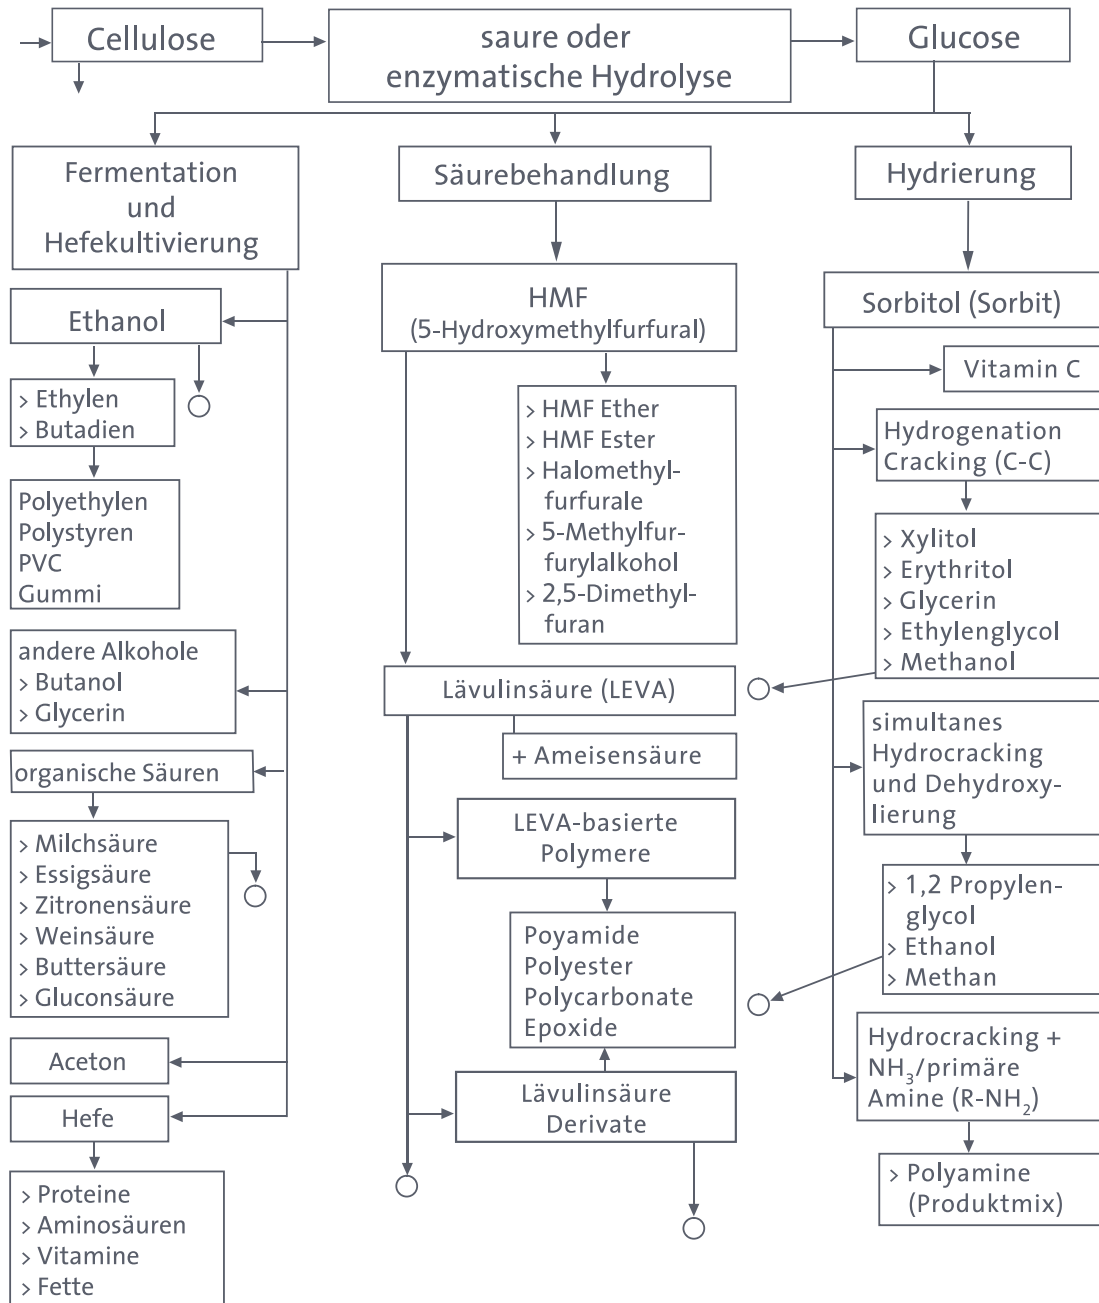 Cellulose
saure oder
enzymatische Hydrolyse
Glucose
Fermentation
und
Hefekultivierung
Säurebehandlung
Hydrierung
Ethanol
> Ethylen
> Butadien
Polyethylen
Polystyren
PVC
Gummi
andere Alkohole
> Butanol
> Glycerin
organische Säuren
> Milchsäure
> Essigsäure
> Zitronensäure
> Weinsäure
> Buttersäure
> Gluconsäure
Aceton
Hefe
> Proteine
> Aminosäuren
> Vitamine
> Fette
HMF
(5-Hydroxymethylfurfural)
> HMF Ether
> HMF Ester
> Halomethyl-
furfurale
> 5-Methylfur-
furylalkohol
> 2,5-Dimethyl-
furan
Lävulinsäure (LEVA)
+ Ameisensäure
LEVA-basierte
Polymere
Poyamide
Polyester
Polycarbonate
Epoxide
Lävulinsäure
Derivate
Sorbitol (Sorbit)
Vitamin C
Hydrogenation
Cracking (C-C)
> Xylitol
> Erythritol
> Glycerin
> Ethylenglycol
> Methanol
simultanes
Hydrocracking
und Dehydroxy-
lierung
> 1,2 Propylen-
glycol
> Ethanol
> Methan
Hydrocracking +
NH₃/primäre
Amine (R-NH₂)
> Polyamine
(Produktmix)